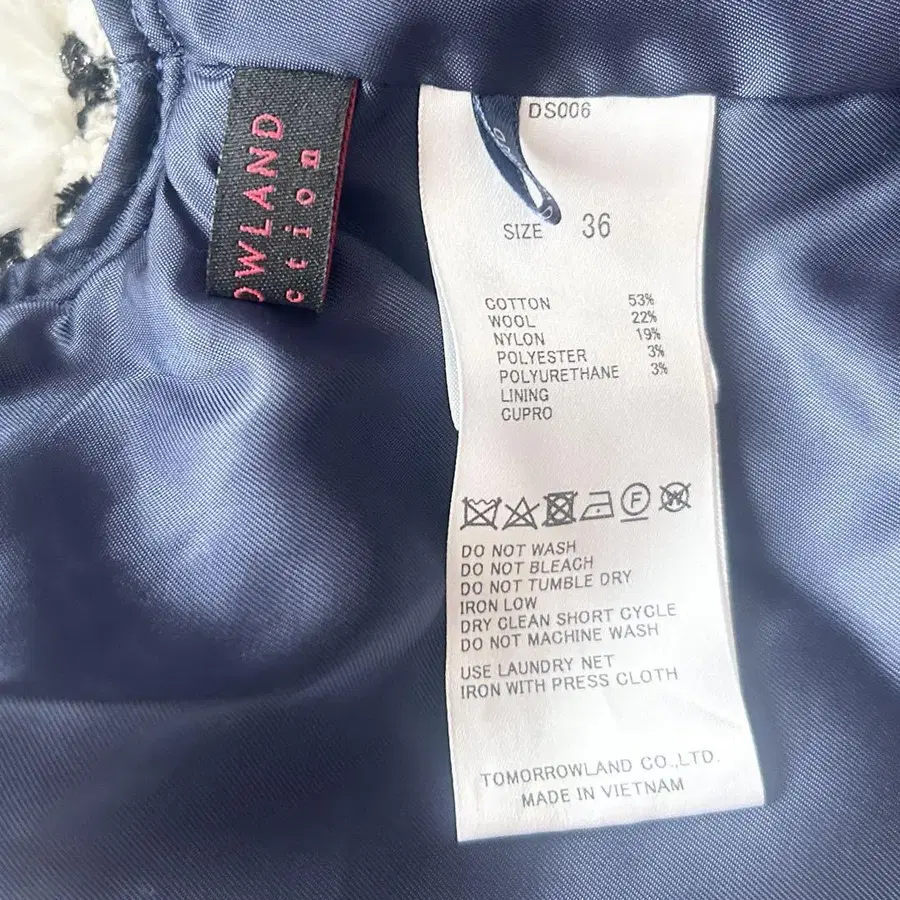 OWLAND
ction
DS006
SIZE 36
COTTON 53%
WOOL 22%
NYLON 19%
POLYESTER 3%
POLYURETHANE 3%
LINING
CUPRO
F
W
DO NOT WASH
DO NOT BLEACH
DO NOT TUMBLE DRY
IRON LOW
DRY CLEAN SHORT CYCLE
DO NOT MACHINE WASH
USE LAUNDRY NET
IRON WITH PRESS CLOTH
TOMORROWLAND CO.,LTD.
MADE IN VIETNAM